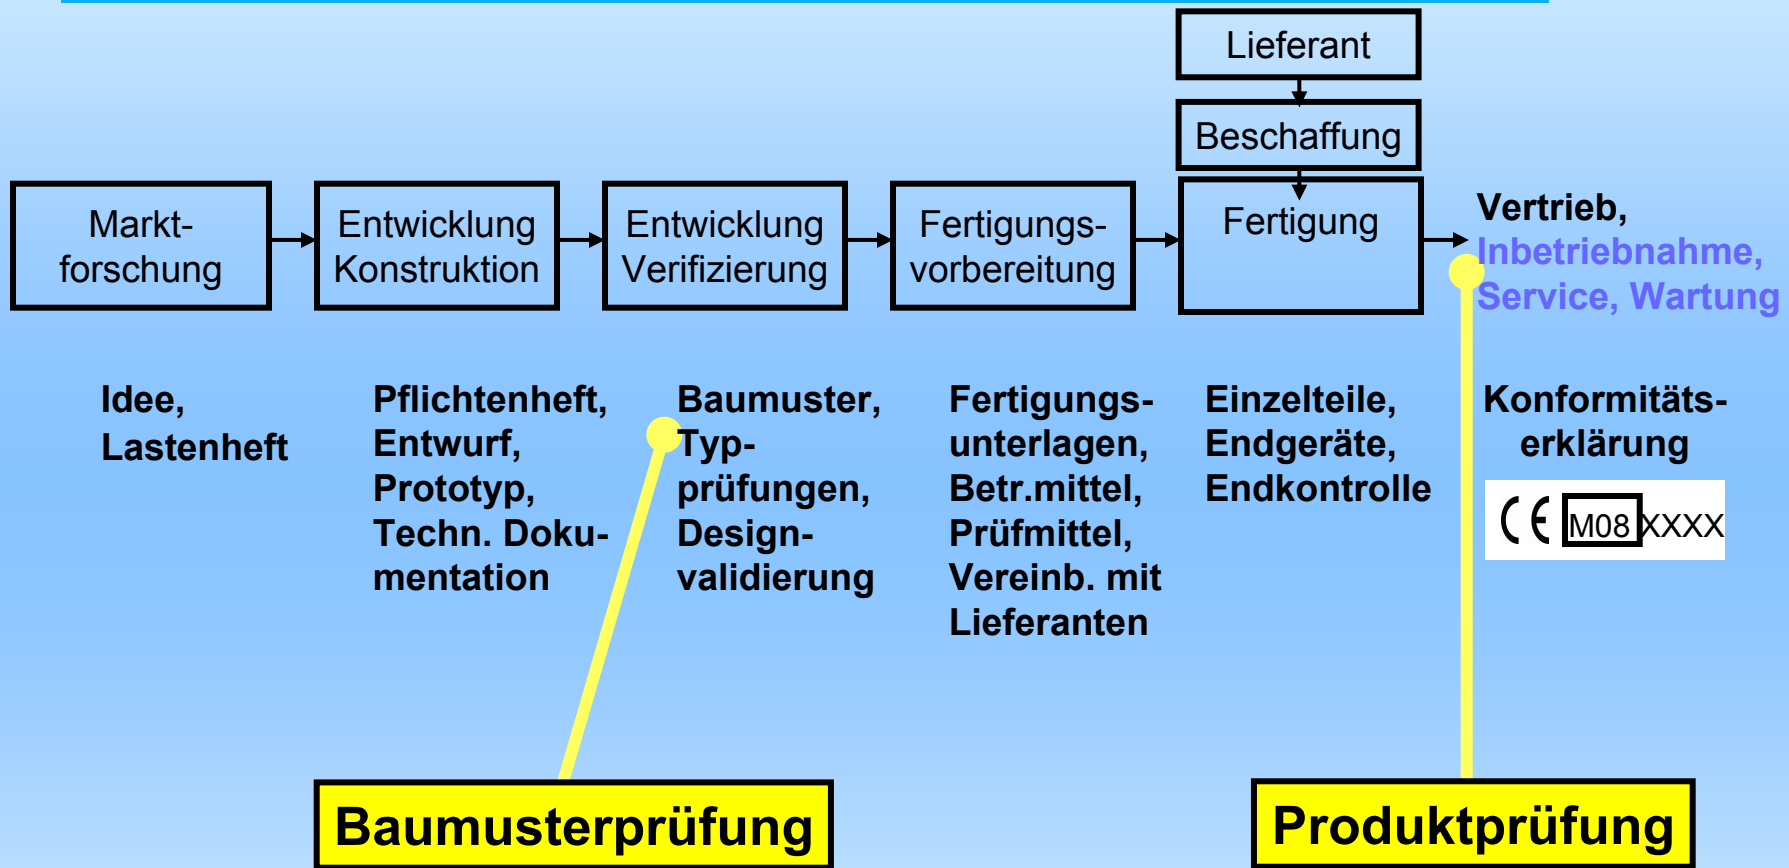 Lieferant
Beschaffung
Markt-
forschung
Entwicklung
Konstruktion
Entwicklung
Verifizierung
Fertigungs-
vorbereitung
Fertigung
Vertrieb,
Inbetriebnahme,
Service, Wartung
Idee,
Lastenheft
Pflichtenheft,
Entwurf,
Prototyp,
Techn. Doku-
mentation
Baumuster,
Typ-
prüfungen,
Design-
validierung
Fertigungs-
unterlagen,
Betr.mittel,
Prüfmittel,
Vereinb. mit
Lieferanten
Einzelteile,
Endgeräte,
Endkontrolle
Konformitäts-
erklärung
CE M08 XXXX
Baumusterprüfung
Produktprüfung